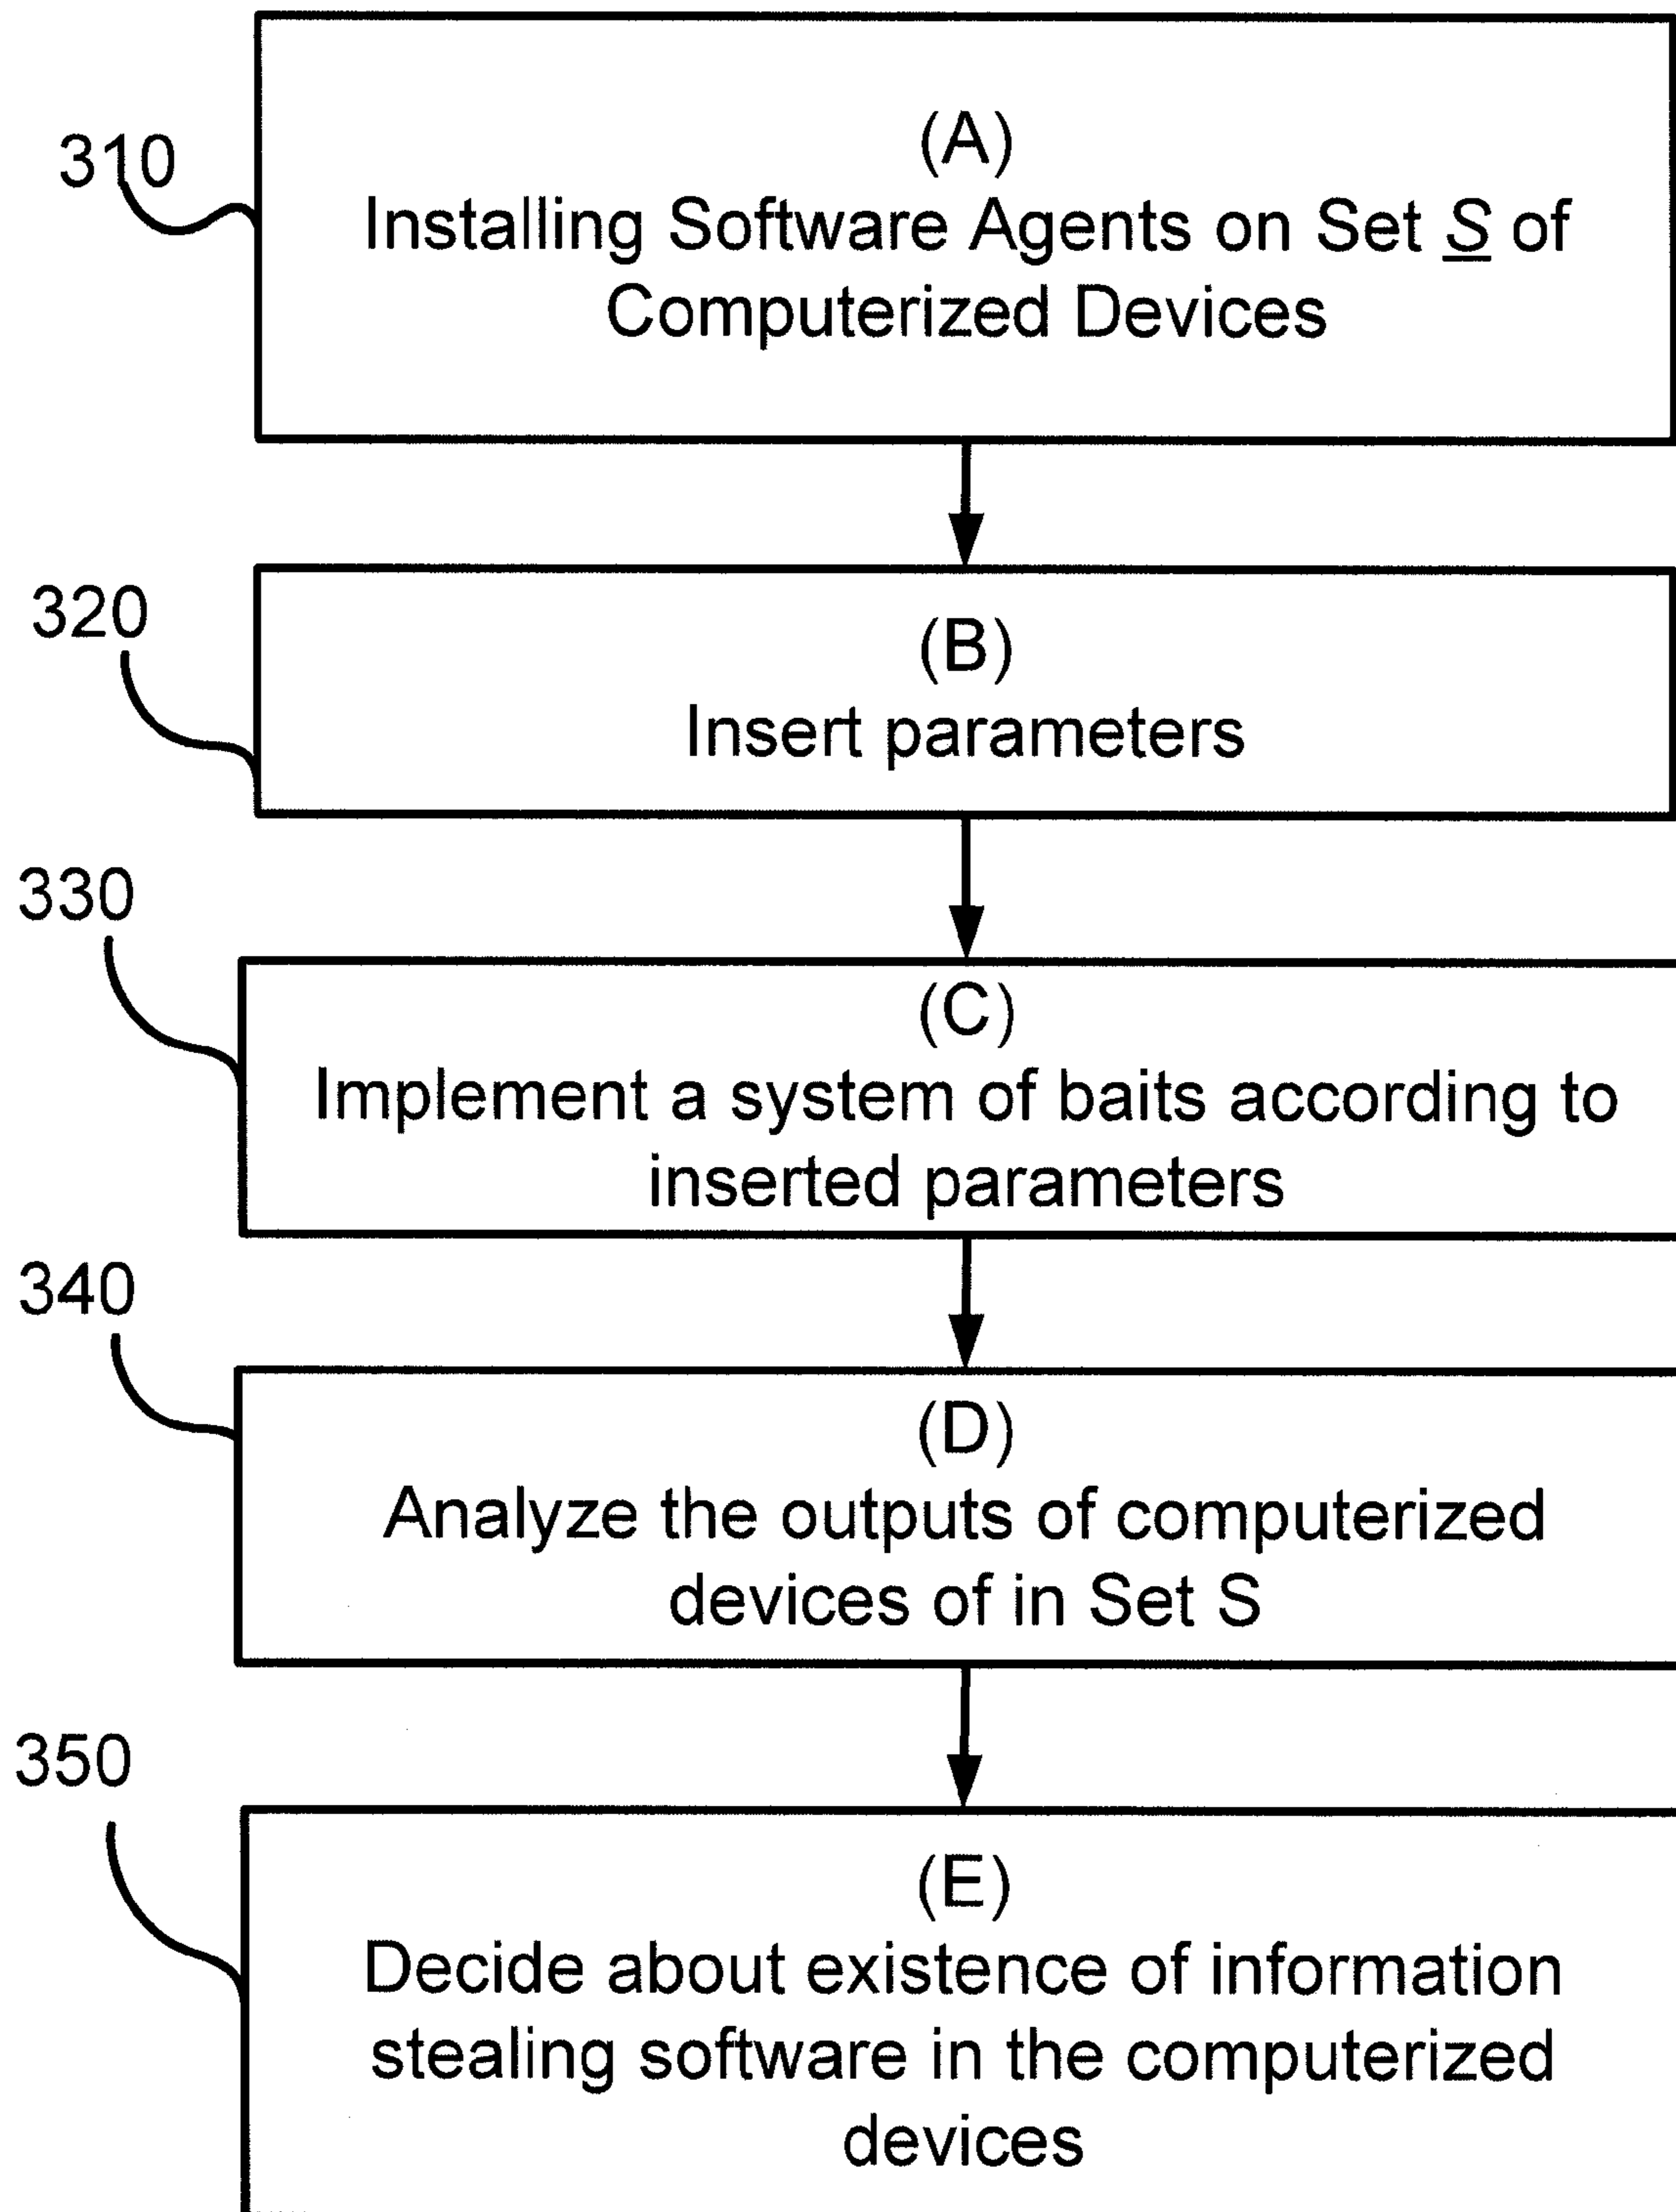 310
(A)
Installing Software Agents on Set S of
Computerized Devices
320
(B)
Insert parameters
330
(C)
Implement a system of baits according to
inserted parameters
340
(D)
Analyze the outputs of computerized
devices of in Set S
350
(E)
Decide about existence of information
stealing software in the computerized
devices